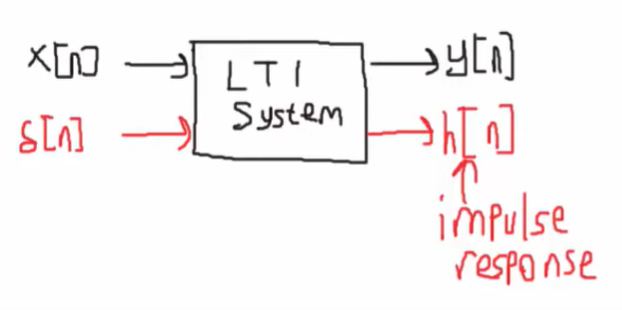 x[n]
LTI
System
y[n]
δ[n]
h[n]
impulse
response